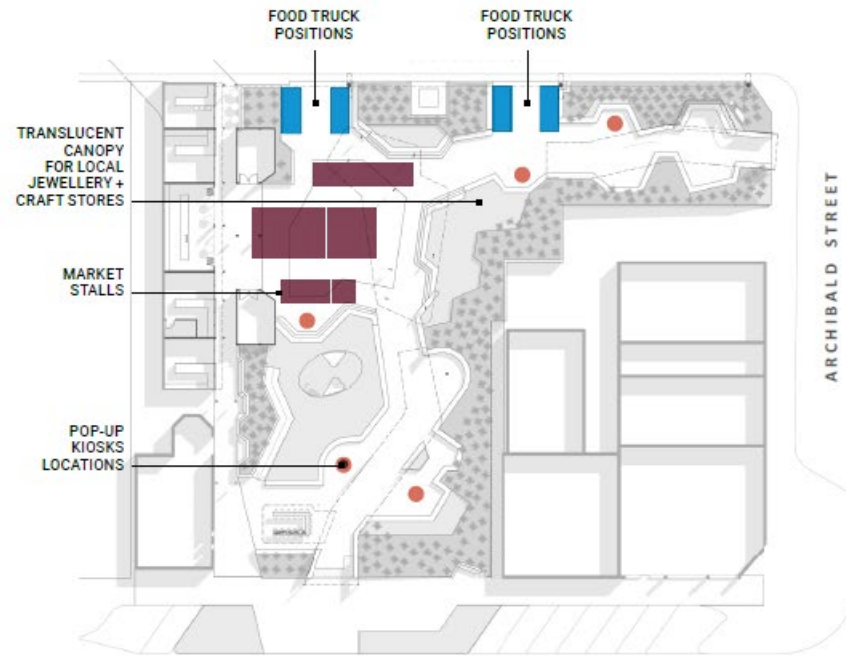 FOOD TRUCK
POSITIONS
FOOD TRUCK
POSITIONS
TRANSLUCENT
CANOPY
FOR LOCAL
JEWELLERY +
CRAFT STORES
MARKET
STALLS
POP-UP
KIOSKS
LOCATIONS
ARCHIBALD STREET